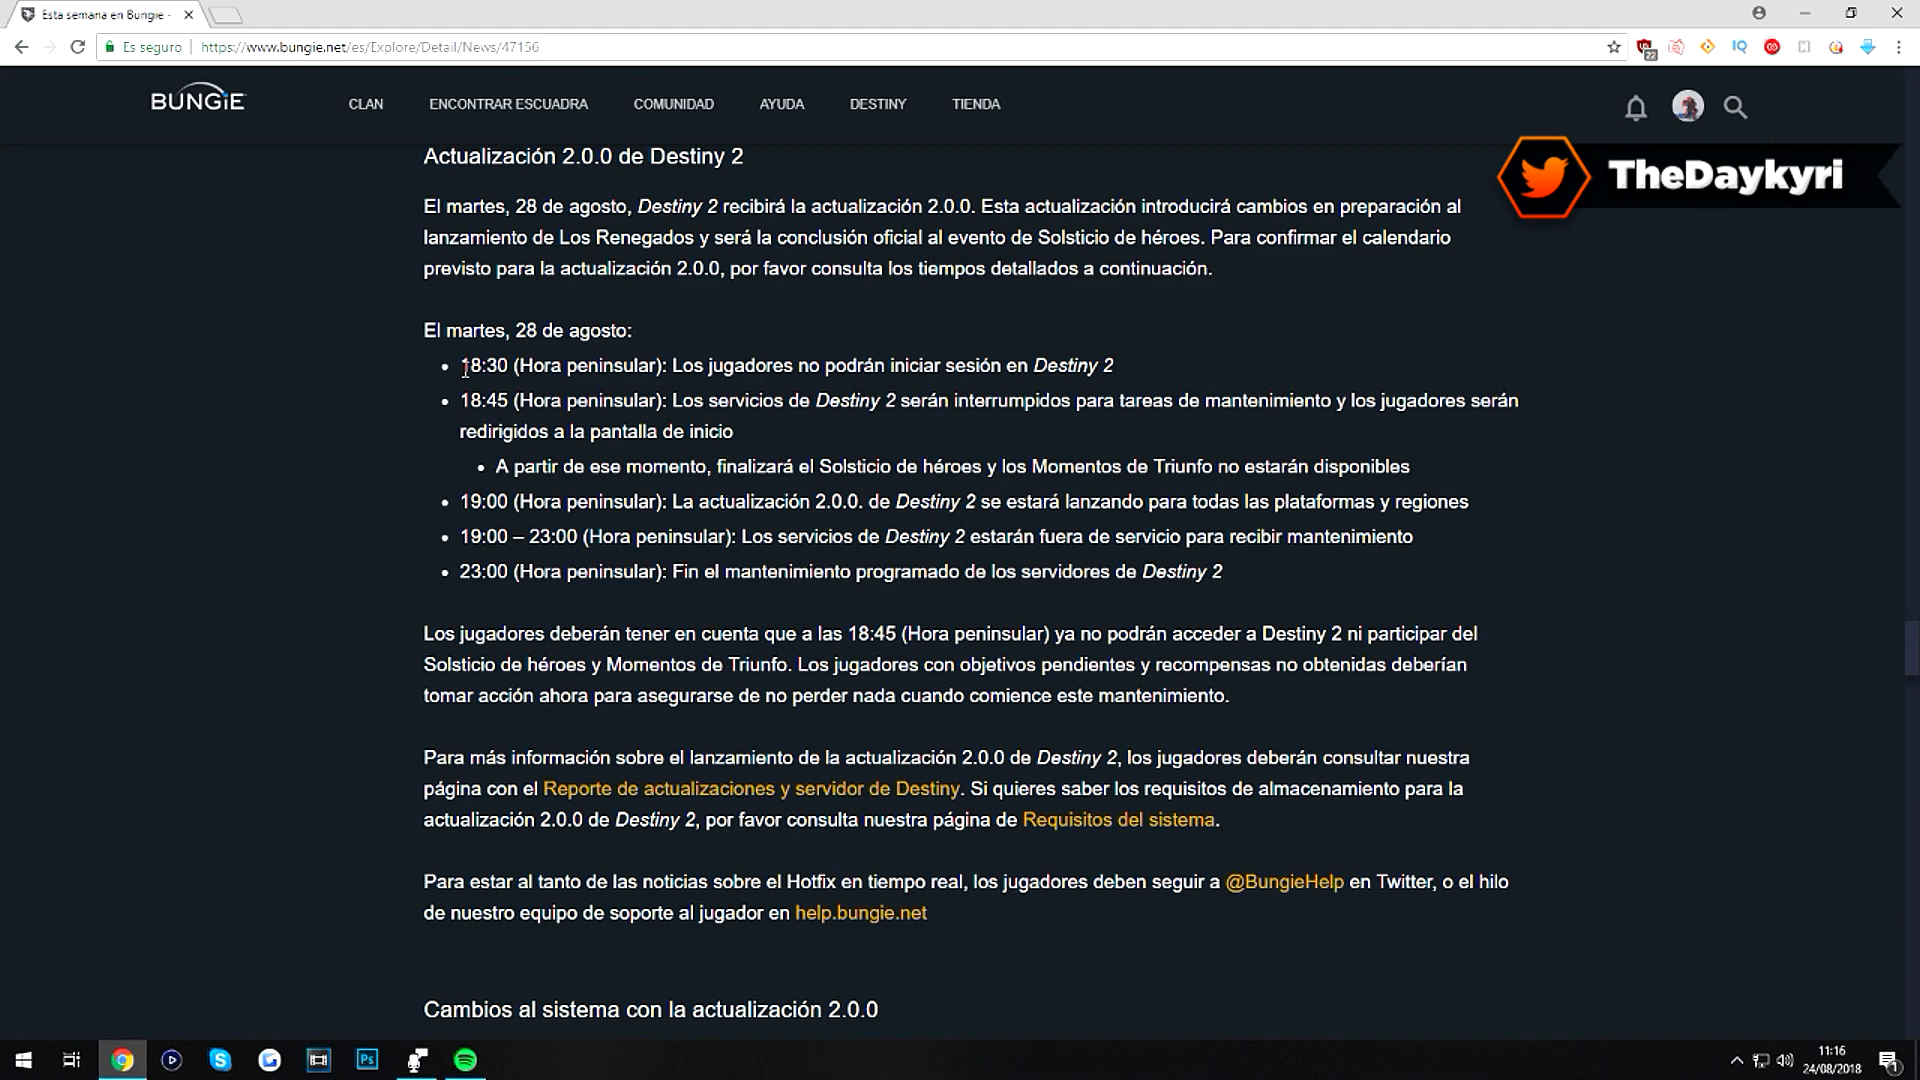 Esta semana en Bungie -
Es seguro
https://www.bungie.net/es/Explore/Detail/News/47156
22
IQ
BUNGiE
CLAN
ENCONTRAR ESCUADRA
COMUNIDAD
AYUDA
DESTINY
TIENDA
TheDaykyri
Actualización 2.0.0 de Destiny 2
El martes, 28 de agosto, Destiny 2 recibirá la actualización 2.0.0. Esta actualización introducirá cambios en preparación al
lanzamiento de Los Renegados y será la conclusión oficial al evento de Solsticio de héroes. Para confirmar el calendario
previsto para la actualización 2.0.0, por favor consulta los tiempos detallados a continuación.
El martes, 28 de agosto:
18:30 (Hora peninsular): Los jugadores no podrán iniciar sesión en Destiny 2
18:45 (Hora peninsular): Los servicios de Destiny 2 serán interrumpidos para tareas de mantenimiento y los jugadores serán
redirigidos a la pantalla de inicio
A partir de ese momento, finalizará el Solsticio de héroes y los Momentos de Triunfo no estarán disponibles
19:00 (Hora peninsular): La actualización 2.0.0. de Destiny 2 se estará lanzando para todas las plataformas y regiones
19:00 – 23:00 (Hora peninsular): Los servicios de Destiny 2 estarán fuera de servicio para recibir mantenimiento
23:00 (Hora peninsular): Fin el mantenimiento programado de los servidores de Destiny 2
Los jugadores deberán tener en cuenta que a las 18:45 (Hora peninsular) ya no podrán acceder a Destiny 2 ni participar del
Solsticio de héroes y Momentos de Triunfo. Los jugadores con objetivos pendientes y recompensas no obtenidas deberían
tomar acción ahora para asegurarse de no perder nada cuando comience este mantenimiento.
Para más información sobre el lanzamiento de la actualización 2.0.0 de Destiny 2, los jugadores deberán consultar nuestra
página con el Reporte de actualizaciones y servidor de Destiny. Si quieres saber los requisitos de almacenamiento para la
actualización 2.0.0 de Destiny 2, por favor consulta nuestra página de Requisitos del sistema.
Para estar al tanto de las noticias sobre el Hotfix en tiempo real, los jugadores deben seguir a @BungieHelp en Twitter, o el hilo
de nuestro equipo de soporte al jugador en help.bungie.net
Cambios al sistema con la actualización 2.0.0
Ps
11:16
24/08/2018
1